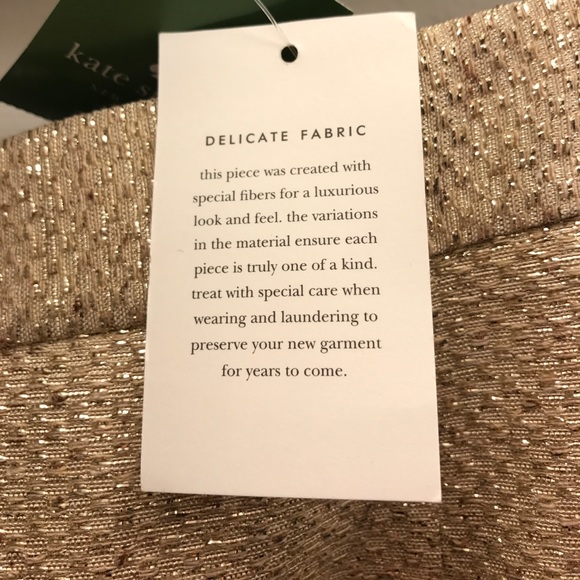 kate s
DELICATE FABRIC
this piece was created with
special fibers for a luxurious
look and feel. the variations
in the material ensure each
piece is truly one of a kind.
treat with special care when
wearing and laundering to
preserve your new garment
for years to come.